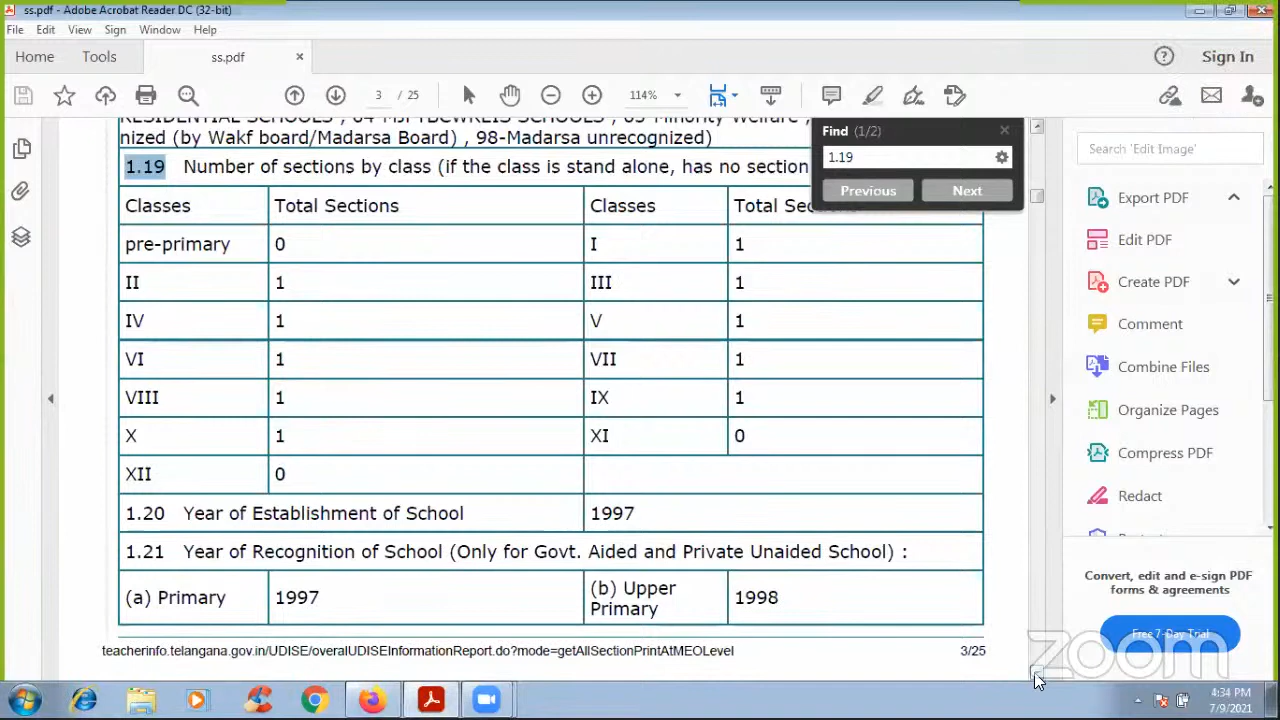 ss.pdf - Adobe Acrobat Reader DC (32-bit)
File Edit View Sign Window Help
Home Tools ss.pdf × ? Sign In
3 / 25 114%
nized (by Wakf board/Madarsa Board) , 98-Madarsa unrecognized)
Find (1/2)
1.19
Previous Next
1.19 Number of sections by class (if the class is stand alone, has no section
Classes Total Sections Classes Total
pre-primary 0 I 1
II 1 III 1
IV 1 V 1
VI 1 VII 1
VIII 1 IX 1
X 1 XI 0
XII 0
1.20 Year of Establishment of School 1997
1.21 Year of Recognition of School (Only for Govt. Aided and Private Unaided School) :
(a) Primary 1997 (b) Upper Primary 1998
teacherinfo.telangana.gov.in/UDISE/overalUDISEInformationReport.do?mode=getAllSectionPrintAtMEOLevel 3/25
Search 'Edit Image'
Export PDF
Edit PDF
Create PDF
Comment
Combine Files
Organize Pages
Compress PDF
Redact
Convert, edit and e-sign PDF
forms & agreements
Free 7-Day Trial
zoom
4:34 PM
7/9/2021